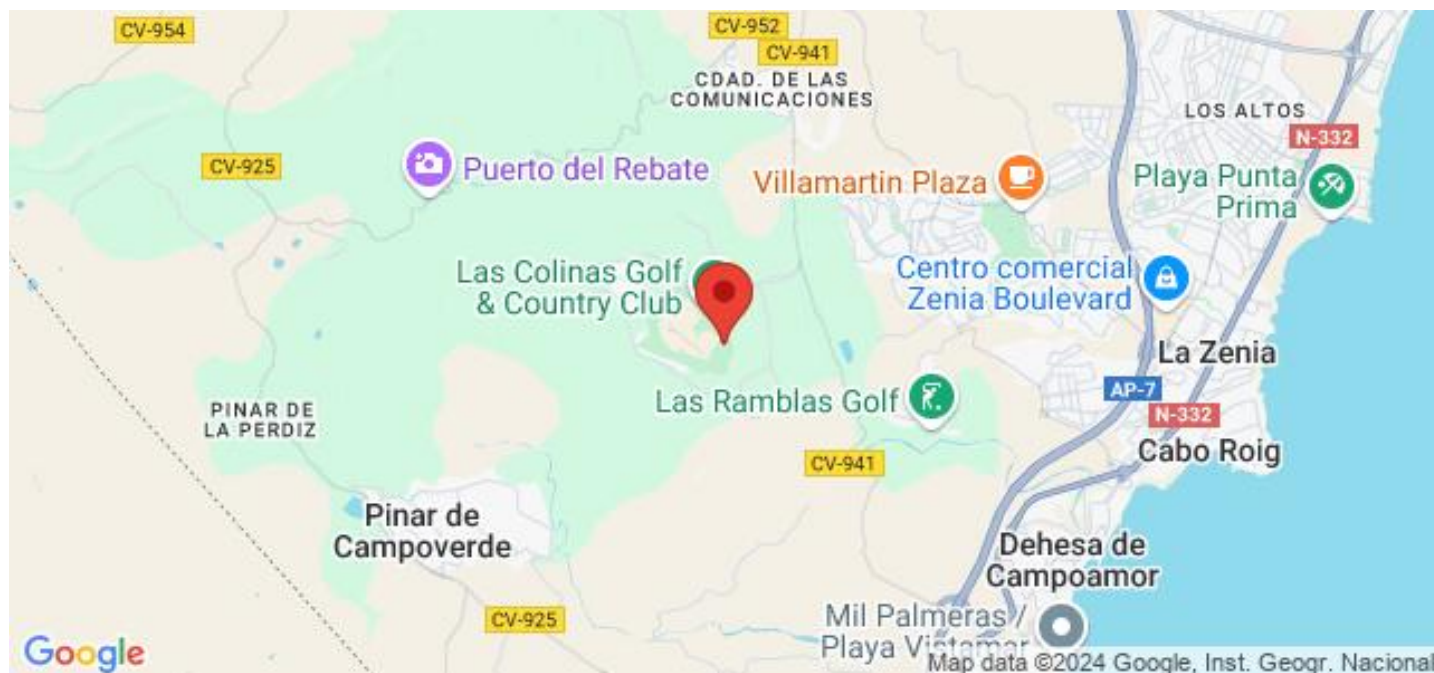 CV-954
CV-952
CV-941
CDAD. DE LAS
COMUNICACIONES
LOS ALTOS
N-332
CV-925
Puerto del Rebate
Villamartin Plaza
Playa Punta
Prima
Las Colinas Golf
& Country Club
Centro comercial
Zenia Boulevard
La Zenia
AP-7
Las Ramblas Golf
N-332
PINAR DE
LA PERDIZ
Cabo Roig
CV-941
Pinar de
Campoverde
Dehesa de
Campoamor
CV-925
Mil Palmeras /
Playa Vistamar
Google
Map data ©2024 Google, Inst. Geogr. Nacional